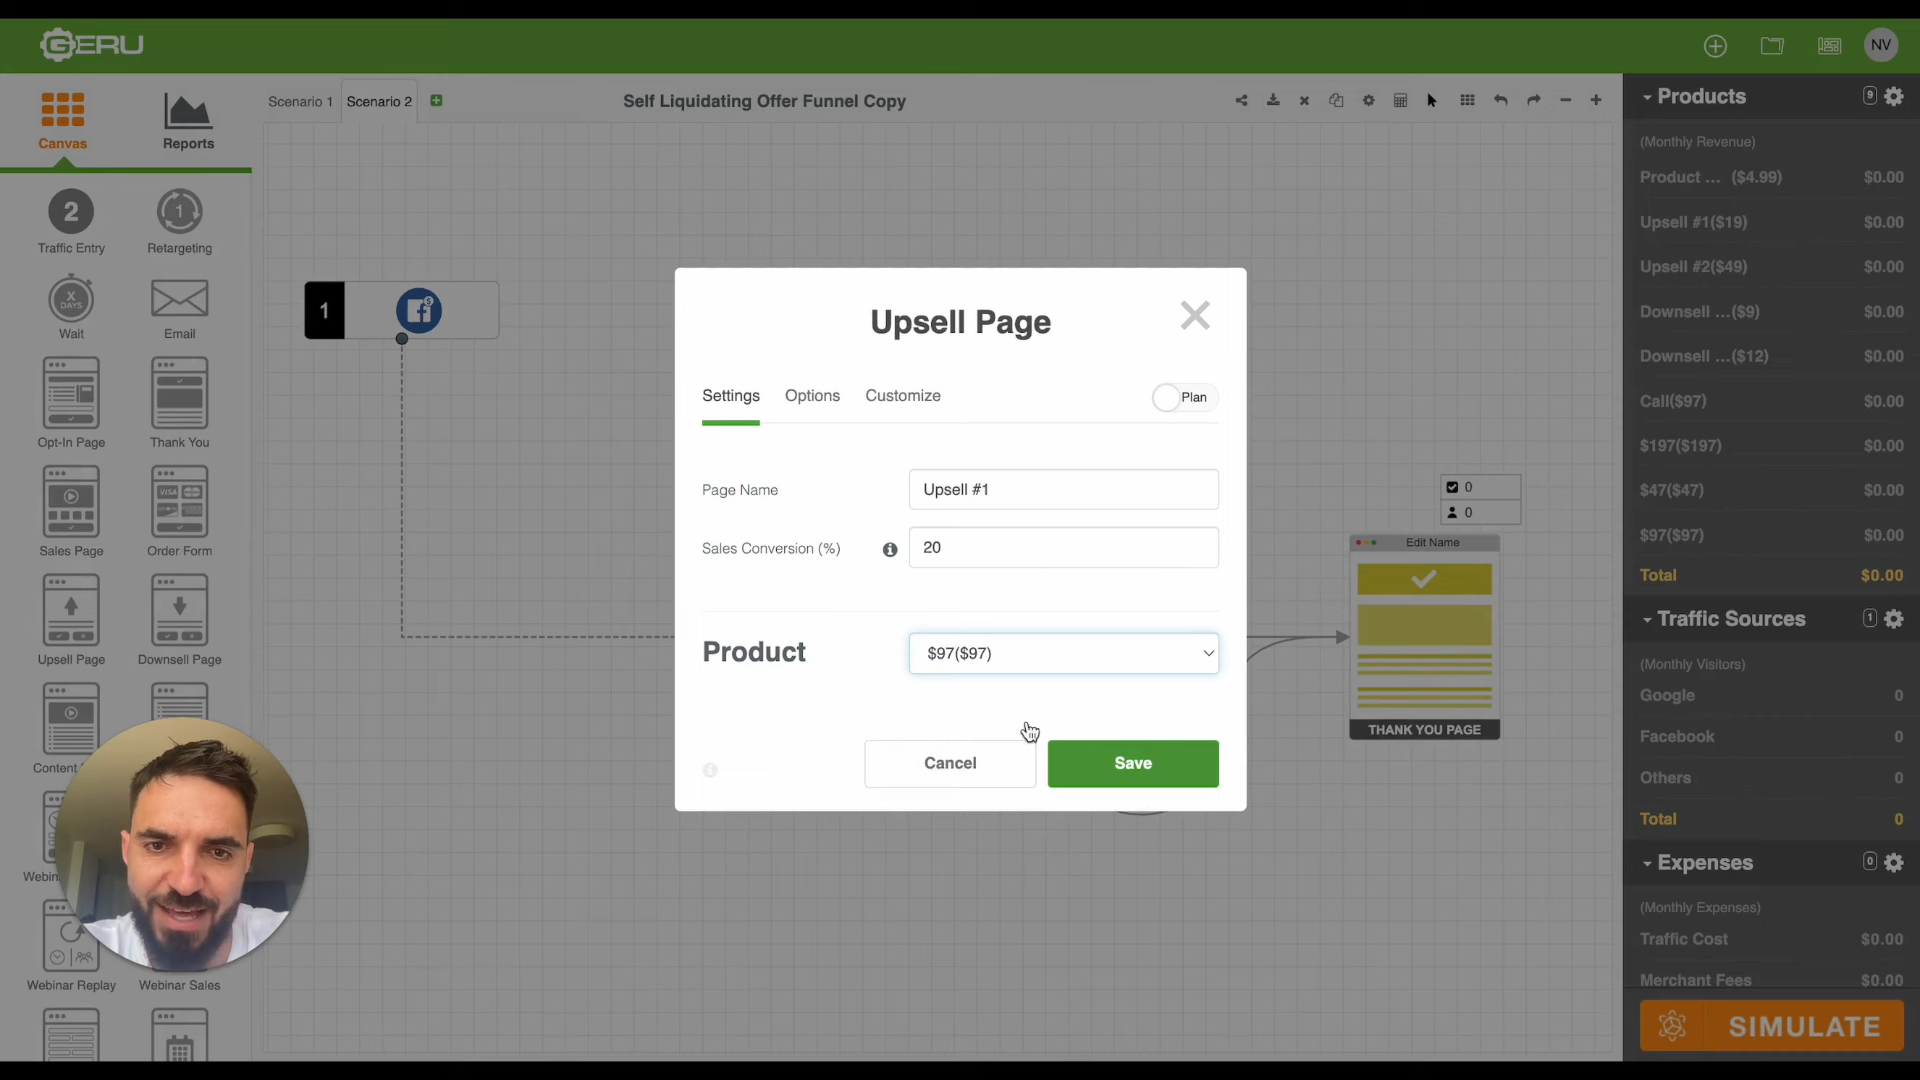 GERU
NV
Canvas
Reports
Scenario 1
Scenario 2
Self Liquidating Offer Funnel Copy
2
Traffic Entry
1
Retargeting
X
DAYS
Wait
Email
Opt-In Page
Thank You
Sales Page
VISA
Order Form
Upsell Page
Downsell Page
Content
Webin
Webinar Replay
Webinar Sales
1
Upsell Page
Settings
Options
Customize
Plan
Page Name
Upsell #1
Sales Conversion (%)
20
Product
$97($97)
Cancel
Save
0
0
Edit Name
THANK YOU PAGE
Products
9
(Monthly Revenue)
Product ... ($4.99) $0.00
Upsell #1($19) $0.00
Upsell #2($49) $0.00
Downsell ...($9) $0.00
Downsell ...($12) $0.00
Call($97) $0.00
$197($197) $0.00
$47($47) $0.00
$97($97) $0.00
Total $0.00
Traffic Sources
1
(Monthly Visitors)
Google 0
Facebook 0
Others 0
Total 0
Expenses
0
(Monthly Expenses)
Traffic Cost $0.00
Merchant Fees $0.00
SIMULATE